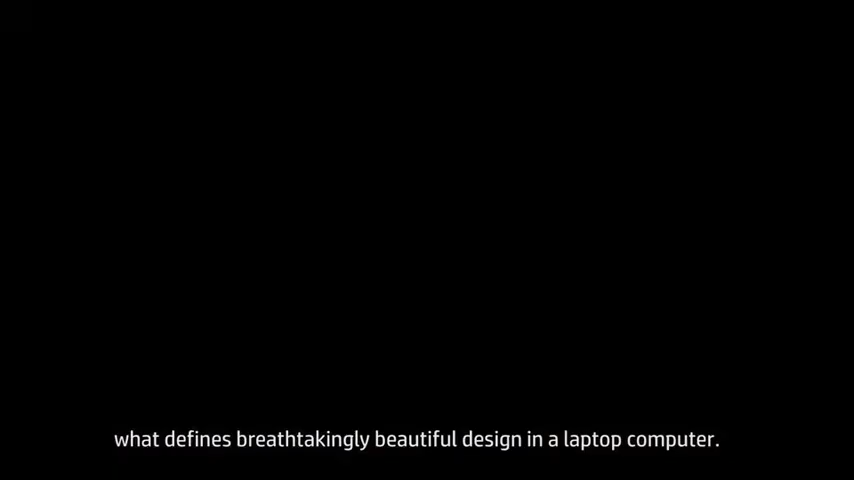 what defines breathtakingly beautiful design in a laptop computer.